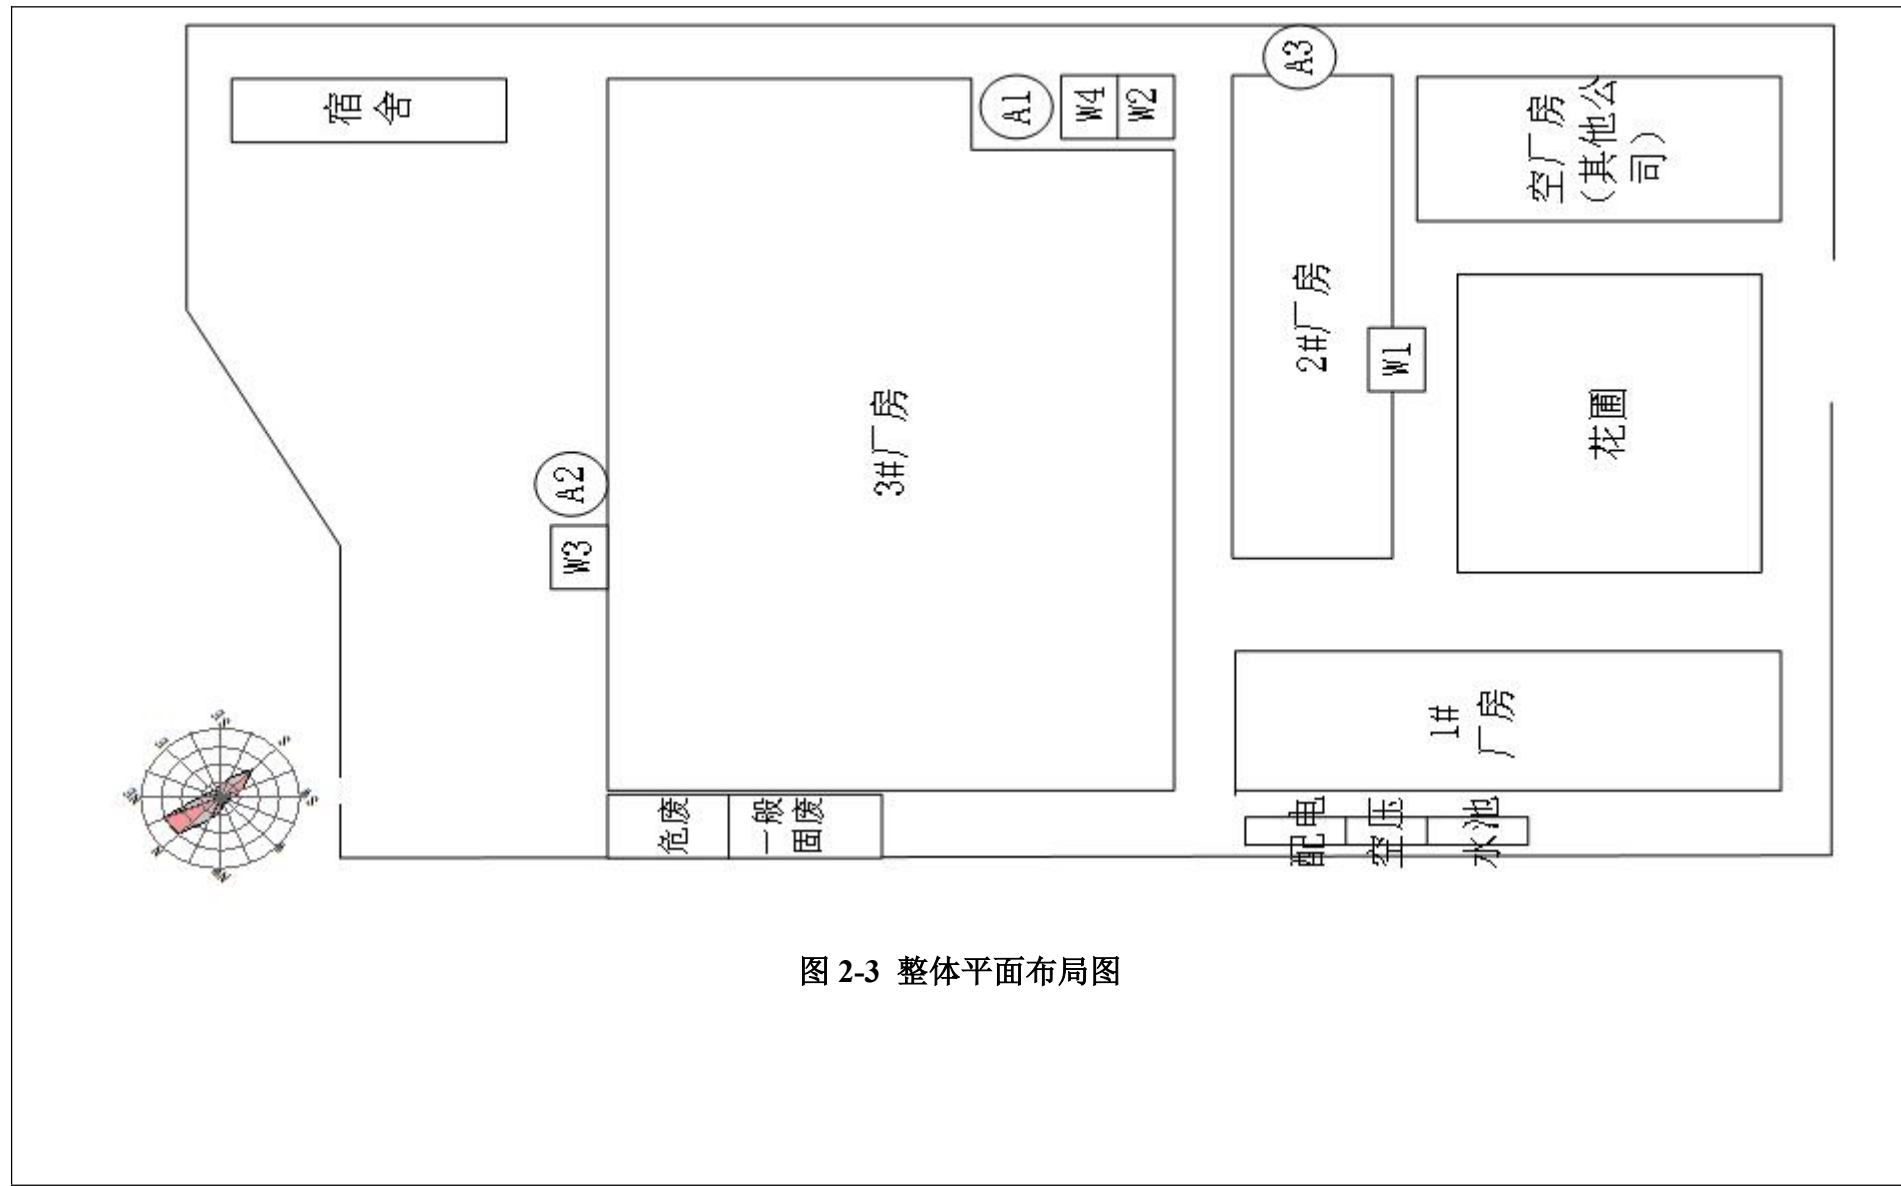 宿舍
A1
W4
W2
A3
空厂房
（其他公
司）
2#厂房
W1
花圃
3#厂房
A2
W3
1#
厂房
危废
一般
固废
配电
空压
水池
图 2-3 整体平面布局图